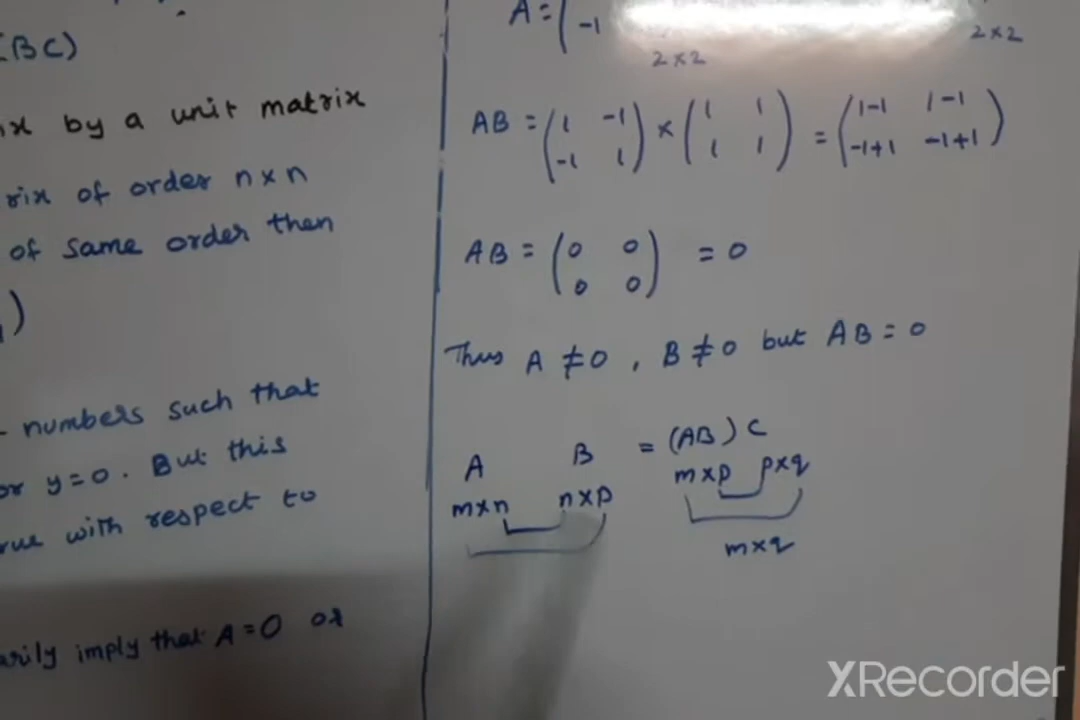 (BC)
by a unit matrix
of order n×n
of same order then
numbers such that
or y=0. But this
with respect to
imply that A=0 or
A = ( -1
2×2 2×2
AB = ( 1 -1 ) × ( 1 1 ) = ( 1-1 1-1 )
-1 1 1 1 -1+1 -1+1
AB = ( 0 0 ) = 0
0 0
Thus A ≠ 0 , B ≠ 0 but AB = 0
A B = (AB) C
m×n n×p m×p p×q
m×q
XRecorder